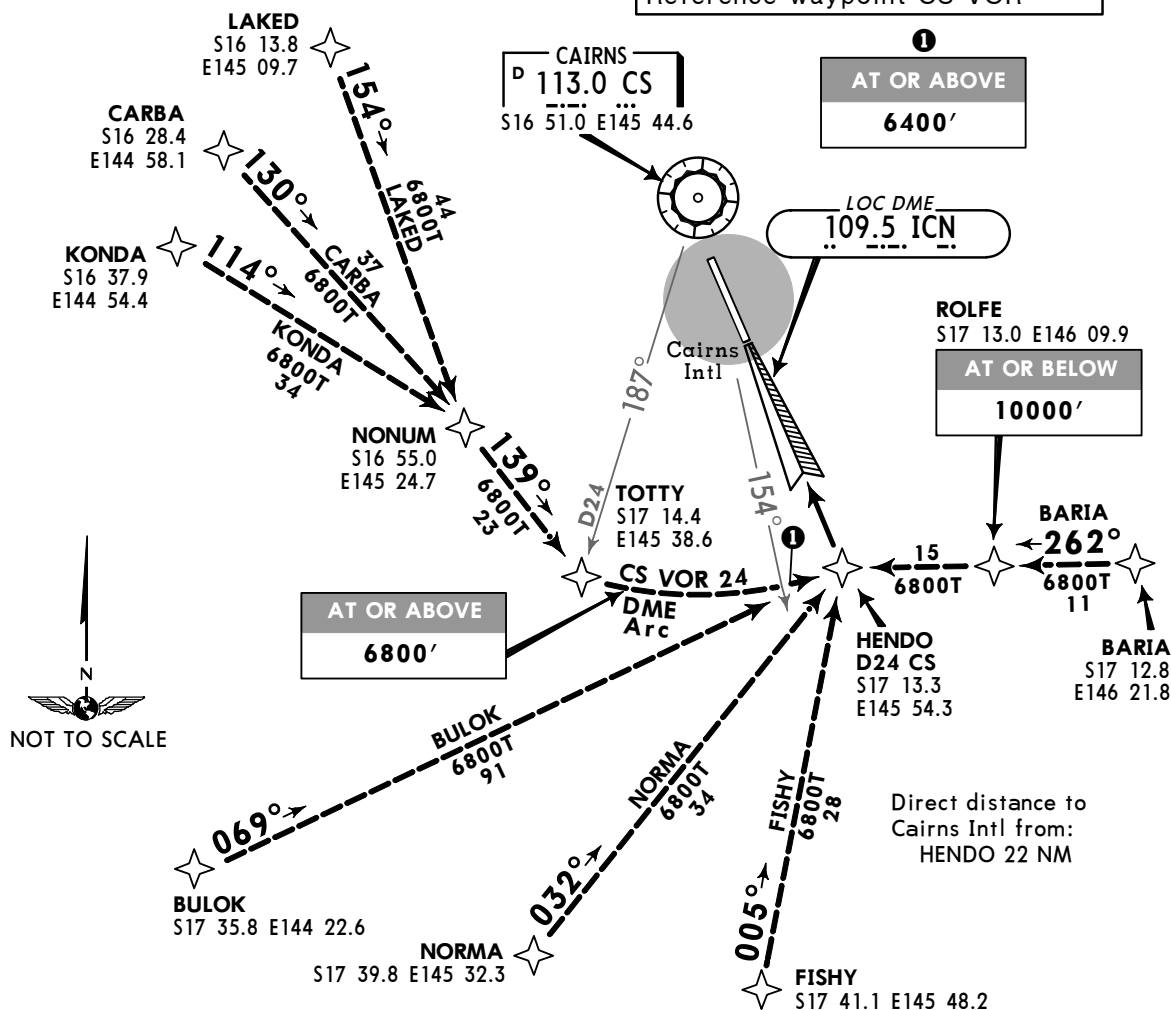 Reference waypoint CS VOR
1
AT OR ABOVE
6400'
LAKED
S16 13.8
E145 09.7
CAIRNS
D 113.0 CS
S16 51.0 E145 44.6
CARBA
S16 28.4
E144 58.1
154°
44
6800T
LAKED
LOC DME
109.5 ICN
130°
37
CARBA
6800T
KONDA
S16 37.9
E144 54.4
114°
KONDA
6800T
34
ROLFE
S17 13.0 E146 09.9
AT OR BELOW
10000'
Cairns
Intl
187°
NONUM
S16 55.0
E145 24.7
139°
6800T
23
D24
TOTTY
S17 14.4
E145 38.6
154°
1
BARIA
262°
6800T
11
15
6800T
CS VOR 24
DME
Arc
AT OR ABOVE
6800'
HENDO
D24 CS
S17 13.3
E145 54.3
BARIA
S17 12.8
E146 21.8
N
NOT TO SCALE
BULOK
6800T
91
NORMA
6800T
34
FISHY
6800T
28
Direct distance to
Cairns Intl from:
HENDO 22 NM
069°
032°
005°
BULOK
S17 35.8 E144 22.6
NORMA
S17 39.8 E145 32.3
FISHY
S17 41.1 E145 48.2